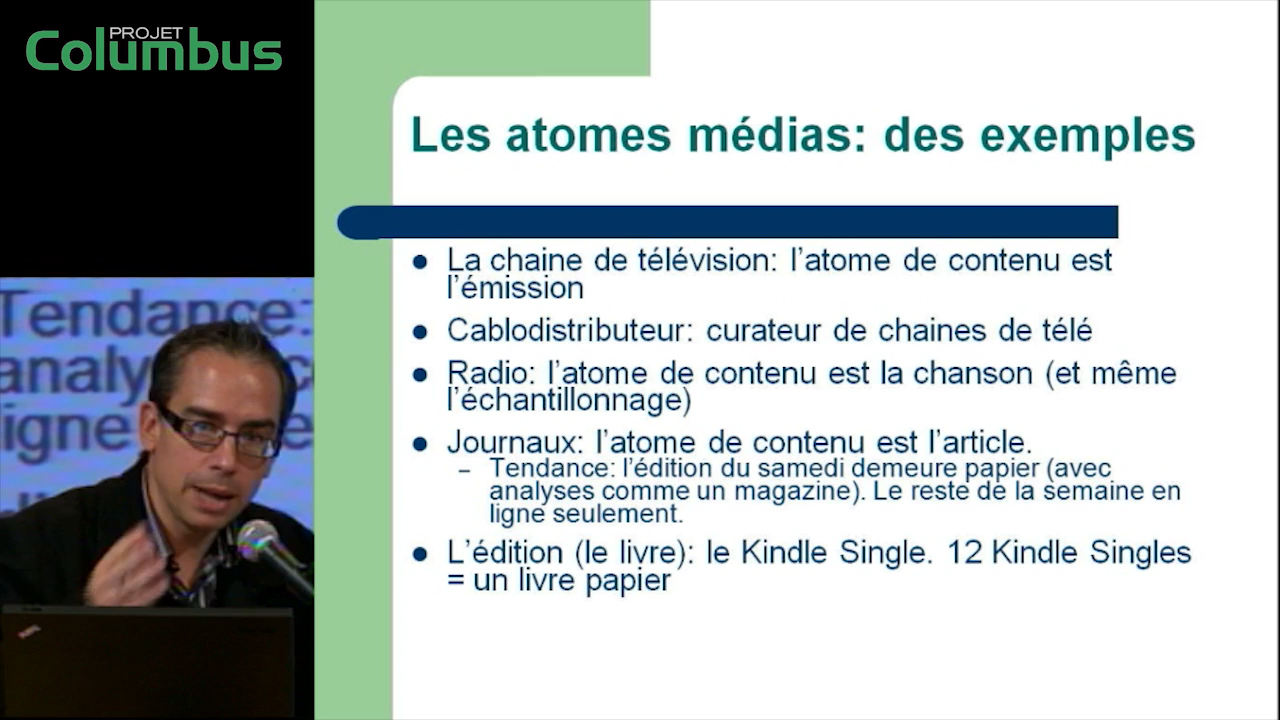 PROJET
Columbus
Les atomes médias: des exemples
La chaine de télévision: l'atome de contenu est
l'émission
Cablodistributeur: curateur de chaines de télé
Radio: l'atome de contenu est la chanson (et même
l'échantillonnage)
Journaux: l'atome de contenu est l'article.
– Tendance: l'édition du samedi demeure papier (avec
analyses comme un magazine). Le reste de la semaine en
ligne seulement.
L'édition (le livre): le Kindle Single. 12 Kindle Singles
= un livre papier
Tendance: